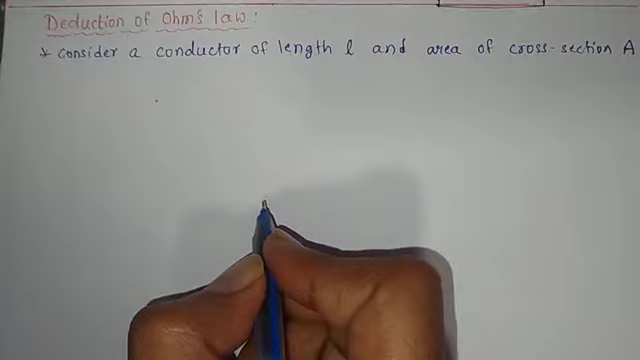 Deduction of Ohm's law :
* Consider a conductor of length l and area of cross-section A